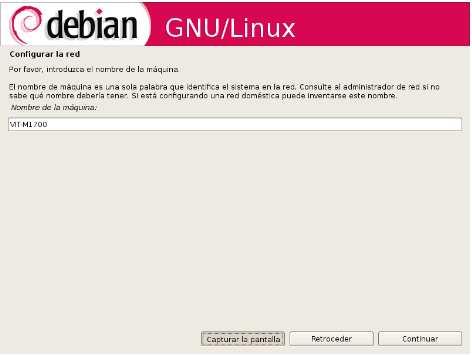 debian GNU/Linux
Configurar la red
Por favor, introduzca el nombre de la máquina.
El nombre de máquina es una sola palabra que identifica el sistema en la red. Consulte al administrador de red si no
sabe qué nombre debería tener. Si está configurando una red doméstica puede inventarse este nombre.
Nombre de la máquina:
VIT-M1700
Capturar la pantalla
Retroceder
Continuar